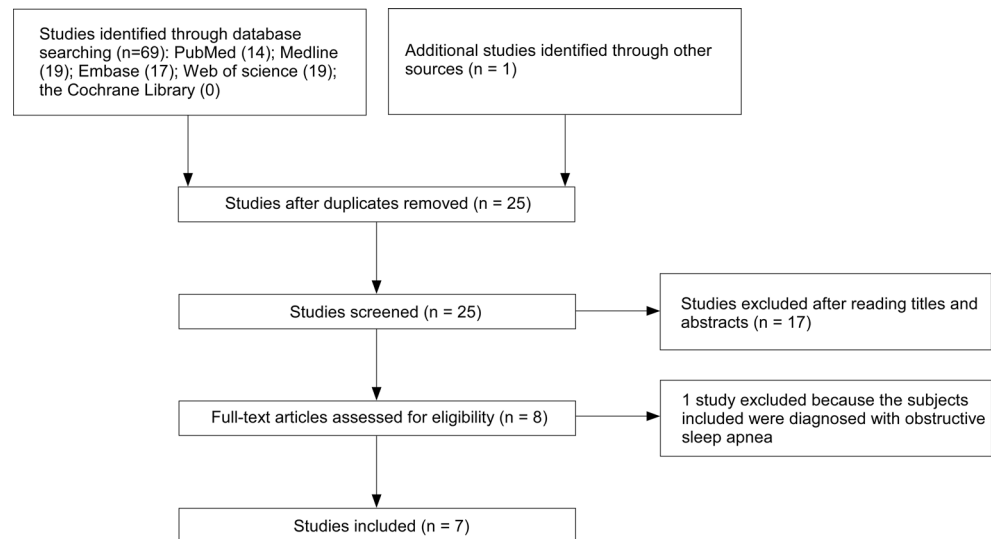 Studies identified through database
searching (n=69): PubMed (14); Medline
(19); Embase (17); Web of science (19);
the Cochrane Library (0)
Additional studies identified through other
sources (n = 1)
Studies after duplicates removed (n = 25)
Studies screened (n = 25)
Studies excluded after reading titles and
abstracts (n = 17)
Full-text articles assessed for eligibility (n = 8)
1 study excluded because the subjects
included were diagnosed with obstructive
sleep apnea
Studies included (n = 7)